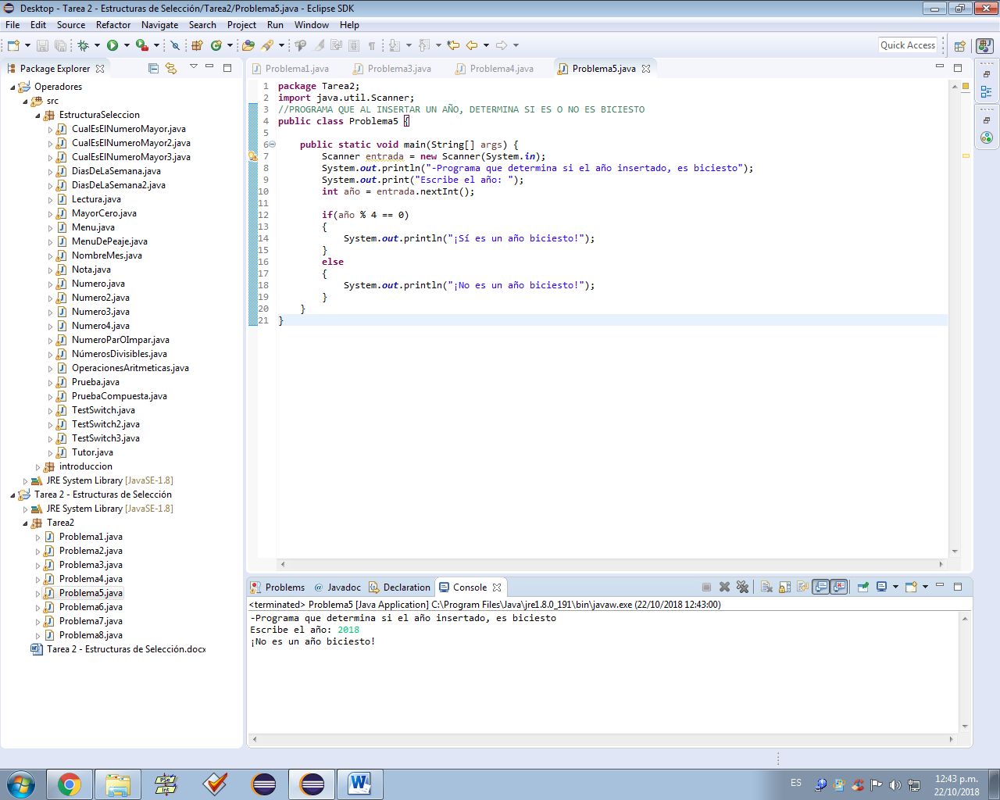 Desktop - Tarea 2 - Estructuras de Selección/Tarea2/Problema5.java - Eclipse SDK
File Edit Source Refactor Navigate Search Project Run Window Help
Quick Access
Package Explorer
Operadores
src
EstructuraSeleccion
CualEsElNumeroMayor.java
CualEsElNumeroMayor2.java
CualEsElNumeroMayor3.java
DiasDeLaSemana.java
DiasDeLaSemana2.java
Lectura.java
MayorCero.java
Menu.java
MenuDePeaje.java
NombreMes.java
Nota.java
Numero.java
Numero2.java
Numero3.java
Numero4.java
NumeroParOImpar.java
NúmerosDivisibles.java
OperacionesAritmeticas.java
Prueba.java
PruebaCompuesta.java
TestSwitch.java
TestSwitch2.java
TestSwitch3.java
Tutor.java
introduccion
JRE System Library [JavaSE-1.8]
Tarea 2 - Estructuras de Selección
JRE System Library [JavaSE-1.8]
Tarea2
Problema1.java
Problema2.java
Problema3.java
Problema4.java
Problema5.java
Problema6.java
Problema7.java
Problema8.java
Tarea 2 - Estructuras de Selección.docx
Problema1.java Problema3.java Problema4.java Problema5.java
1 package Tarea2;
2 import java.util.Scanner;
3 //PROGRAMA QUE AL INSERTAR UN AÑO, DETERMINA SI ES O NO ES BICIESTO
4 public class Problema5 {
5
6 public static void main(String[] args) {
7 Scanner entrada = new Scanner(System.in);
8 System.out.println("-Programa que determina si el año insertado, es biciesto");
9 System.out.print("Escribe el año: ");
10 int año = entrada.nextInt();
11
12 if(año % 4 == 0)
13 {
14 System.out.println("¡Sí es un año biciesto!");
15 }
16 else
17 {
18 System.out.println("¡No es un año biciesto!");
19 }
20 }
21 }
Problems @ Javadoc Declaration Console
<terminated> Problema5 [Java Application] C:\Program Files\Java\jre1.8.0_191\bin\javaw.exe (22/10/2018 12:43:00)
-Programa que determina si el año insertado, es biciesto
Escribe el año: 2018
¡No es un año biciesto!
PSe
Int
ES
12:43 p.m.
22/10/2018